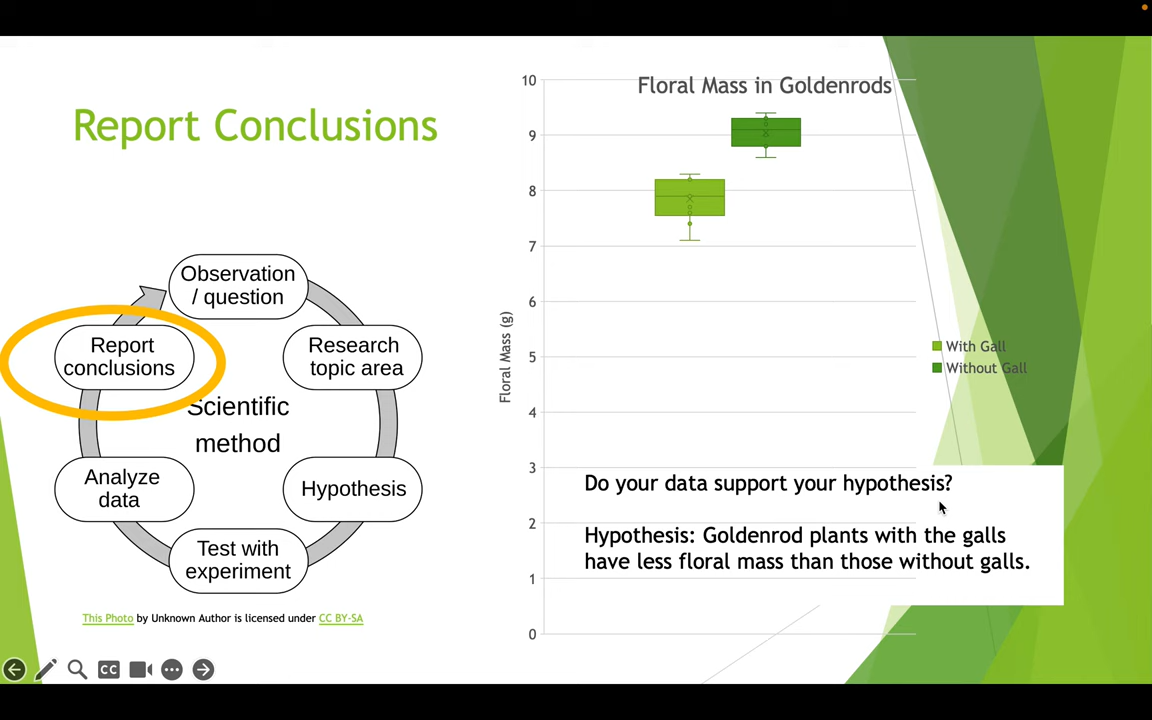 Report Conclusions
Observation
/ question
Research
topic area
Hypothesis
Test with
experiment
Analyze
data
Report
conclusions
Scientific
method
This Photo by Unknown Author is licensed under CC BY-SA
CC
Floral Mass in Goldenrods
Floral Mass (g)
10
9
8
7
6
5
4
3
2
1
0
With Gall
Without Gall
Do your data support your hypothesis?
Hypothesis: Goldenrod plants with the galls
have less floral mass than those without galls.